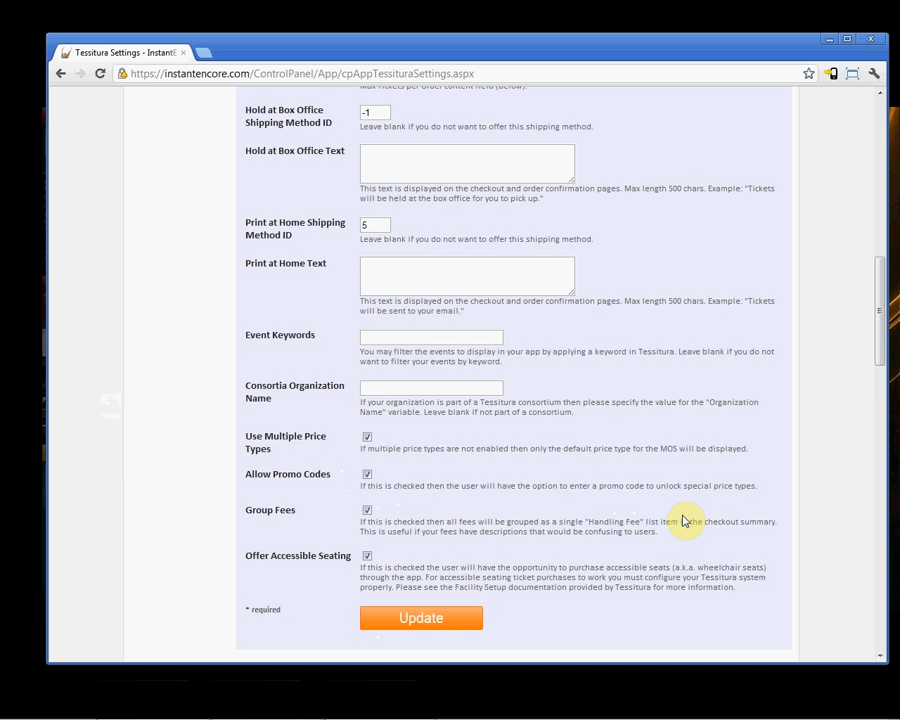 Tessitura Settings - InstantE
https://instantencore.com/ControlPanel/App/cpAppTessituraSettings.aspx
Max Tickets per Order content field (below).
Hold at Box Office
Shipping Method ID
-1
Leave blank if you do not want to offer this shipping method.
Hold at Box Office Text
This text is displayed on the checkout and order confirmation pages. Max length 500 chars. Example: "Tickets
will be held at the box office for you to pick up."
Print at Home Shipping
Method ID
5
Leave blank if you do not want to offer this shipping method.
Print at Home Text
This text is displayed on the checkout and order confirmation pages. Max length 500 chars. Example: "Tickets
will be sent to your email."
Event Keywords
You may filter the events to display in your app by applying a keyword in Tessitura. Leave blank if you do not
want to filter your events by keyword.
Consortia Organization
Name
If your organization is part of a Tessitura consortium then please specify the value for the "Organization
Name" variable. Leave blank if not part of a consortium.
Use Multiple Price
Types
If multiple price types are not enabled then only the default price type for the MOS will be displayed.
Allow Promo Codes
If this is checked then the user will have the option to enter a promo code to unlock special price types.
Group Fees
If this is checked then all fees will be grouped as a single "Handling Fee" list item the checkout summary.
This is useful if your fees have descriptions that would be confusing to users.
Offer Accessible Seating
If this is checked the user will have the opportunity to purchase accessible seats (a.k.a. wheelchair seats)
through the app. For accessible seating ticket purchases to work you must configure your Tessitura system
properly. Please see the Facility Setup documentation provided by Tessitura for more information.
* required
Update